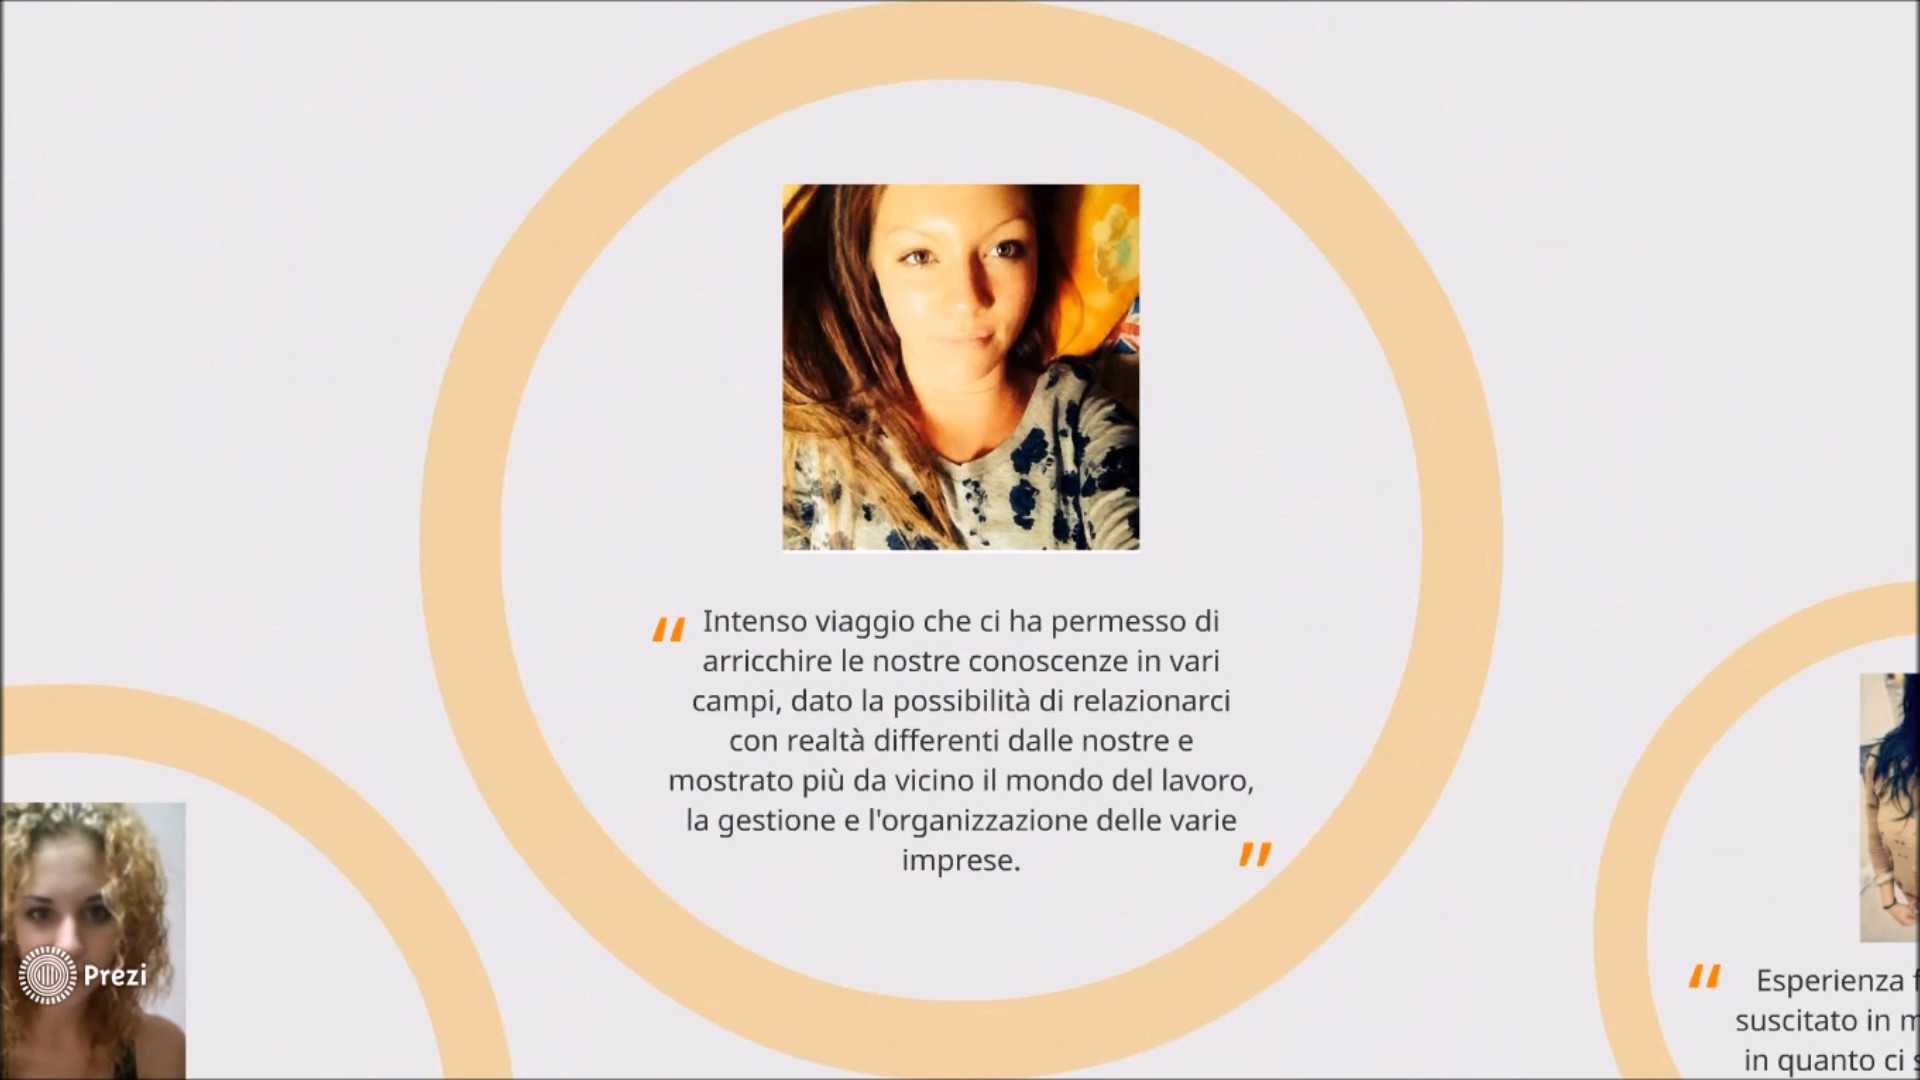 “ Intenso viaggio che ci ha permesso di
arricchire le nostre conoscenze in vari
campi, dato la possibilità di relazionarci
con realtà differenti dalle nostre e
mostrato più da vicino il mondo del lavoro,
la gestione e l'organizzazione delle varie
imprese. ”
Prezi
“ Esperienza
suscitato in
in quanto ci